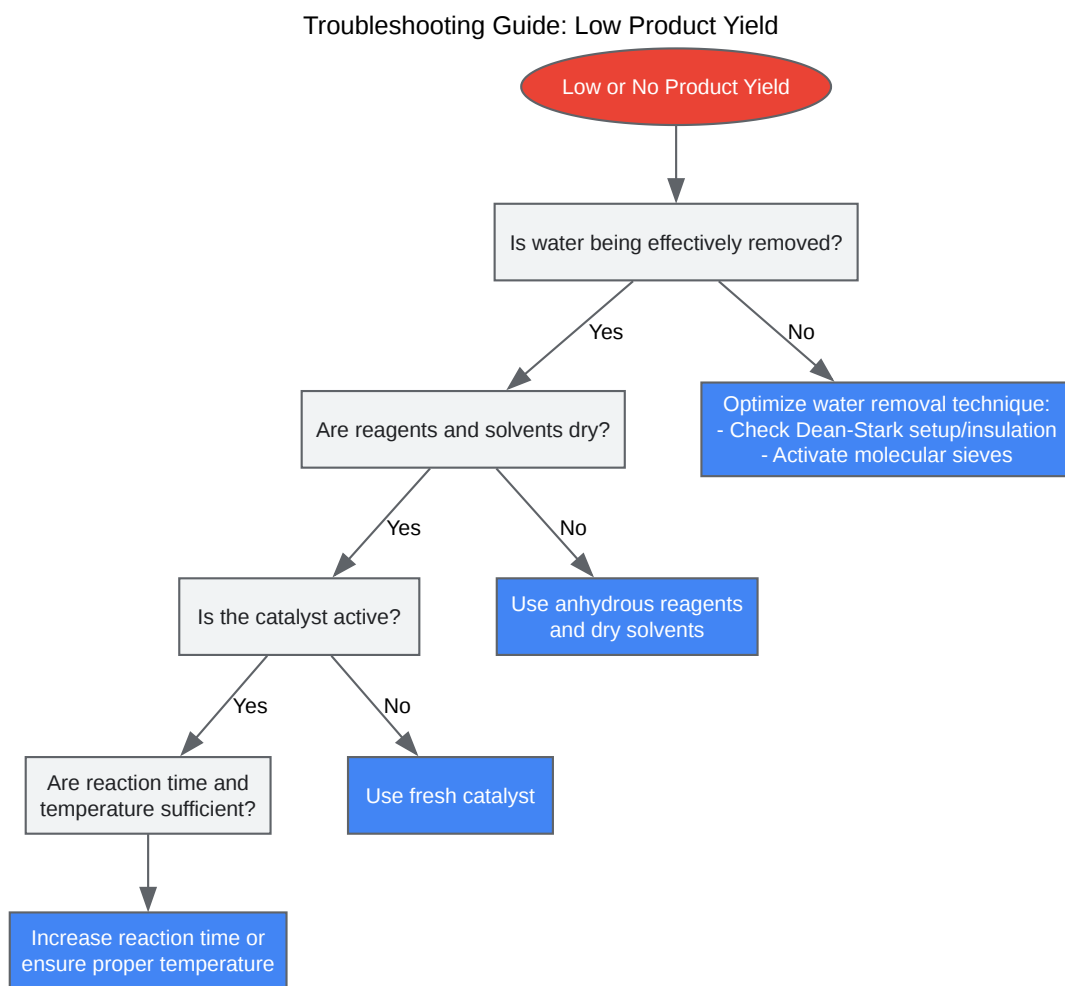 Troubleshooting Guide: Low Product Yield
Low or No Product Yield
Is water being effectively removed?
Yes
No
Are reagents and solvents dry?
Optimize water removal technique:
- Check Dean-Stark setup/insulation
- Activate molecular sieves
Yes
No
Is the catalyst active?
Use anhydrous reagents
and dry solvents
Yes
No
Are reaction time and
temperature sufficient?
Use fresh catalyst
Increase reaction time or
ensure proper temperature